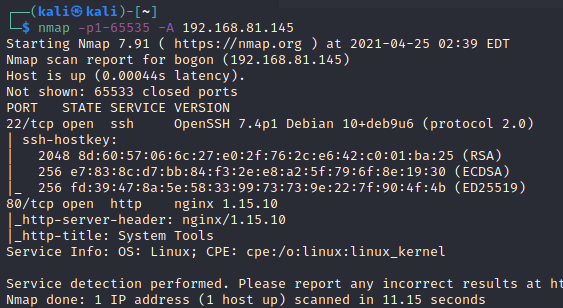 (kali㉿kali)-[~]
$ nmap -p1-65535 -A 192.168.81.145
Starting Nmap 7.91 ( https://nmap.org ) at 2021-04-25 02:39 EDT
Nmap scan report for bogon (192.168.81.145)
Host is up (0.00044s latency).
Not shown: 65533 closed ports
PORT   STATE SERVICE VERSION
22/tcp open  ssh     OpenSSH 7.4p1 Debian 10+deb9u6 (protocol 2.0)
| ssh-hostkey:
|   2048 8d:60:57:06:6c:27:e0:2f:76:2c:e6:42:c0:01:ba:25 (RSA)
|   256 e7:83:8c:d7:bb:84:f3:2e:e8:a2:5f:79:6f:8e:19:30 (ECDSA)
|_  256 fd:39:47:8a:5e:58:33:99:73:73:9e:22:7f:90:4f:4b (ED25519)
80/tcp open  http    nginx 1.15.10
|_http-server-header: nginx/1.15.10
|_http-title: System Tools
Service Info: OS: Linux; CPE: cpe:/o:linux:linux_kernel
Service detection performed. Please report any incorrect results at ht
Nmap done: 1 IP address (1 host up) scanned in 11.15 seconds